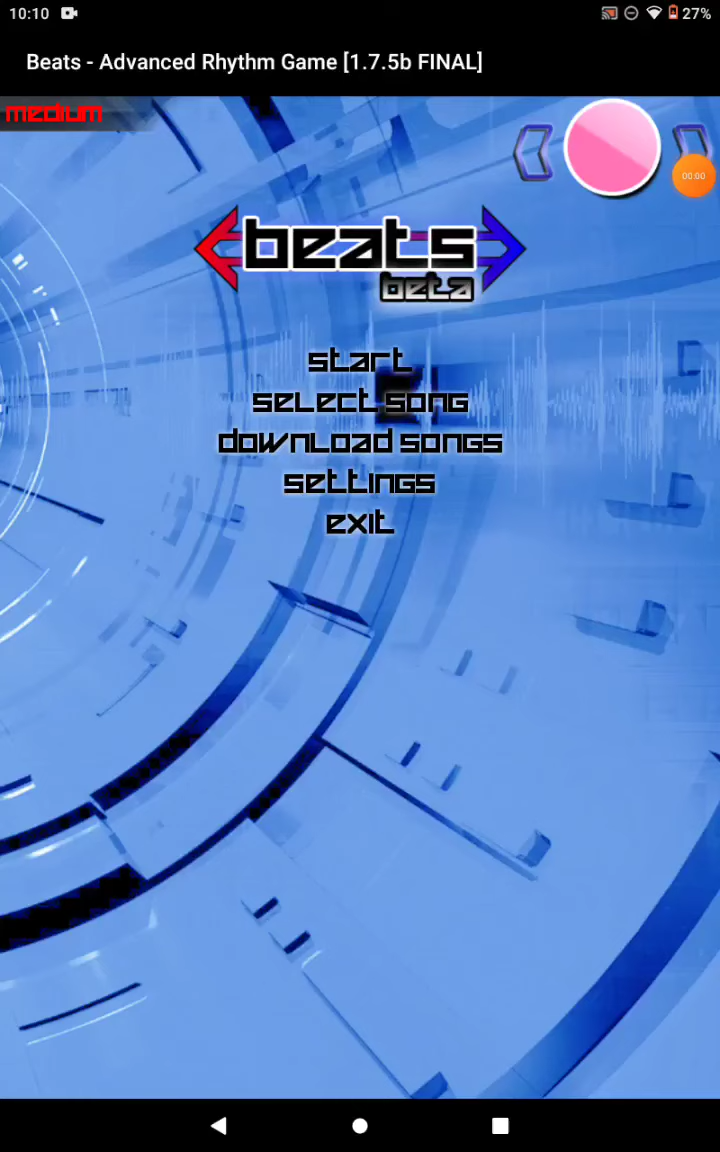 10:10
27%
Beats - Advanced Rhythm Game [1.7.5b FINAL]
medium
00:00
beats
beta
start
select song
download songs
settings
exit